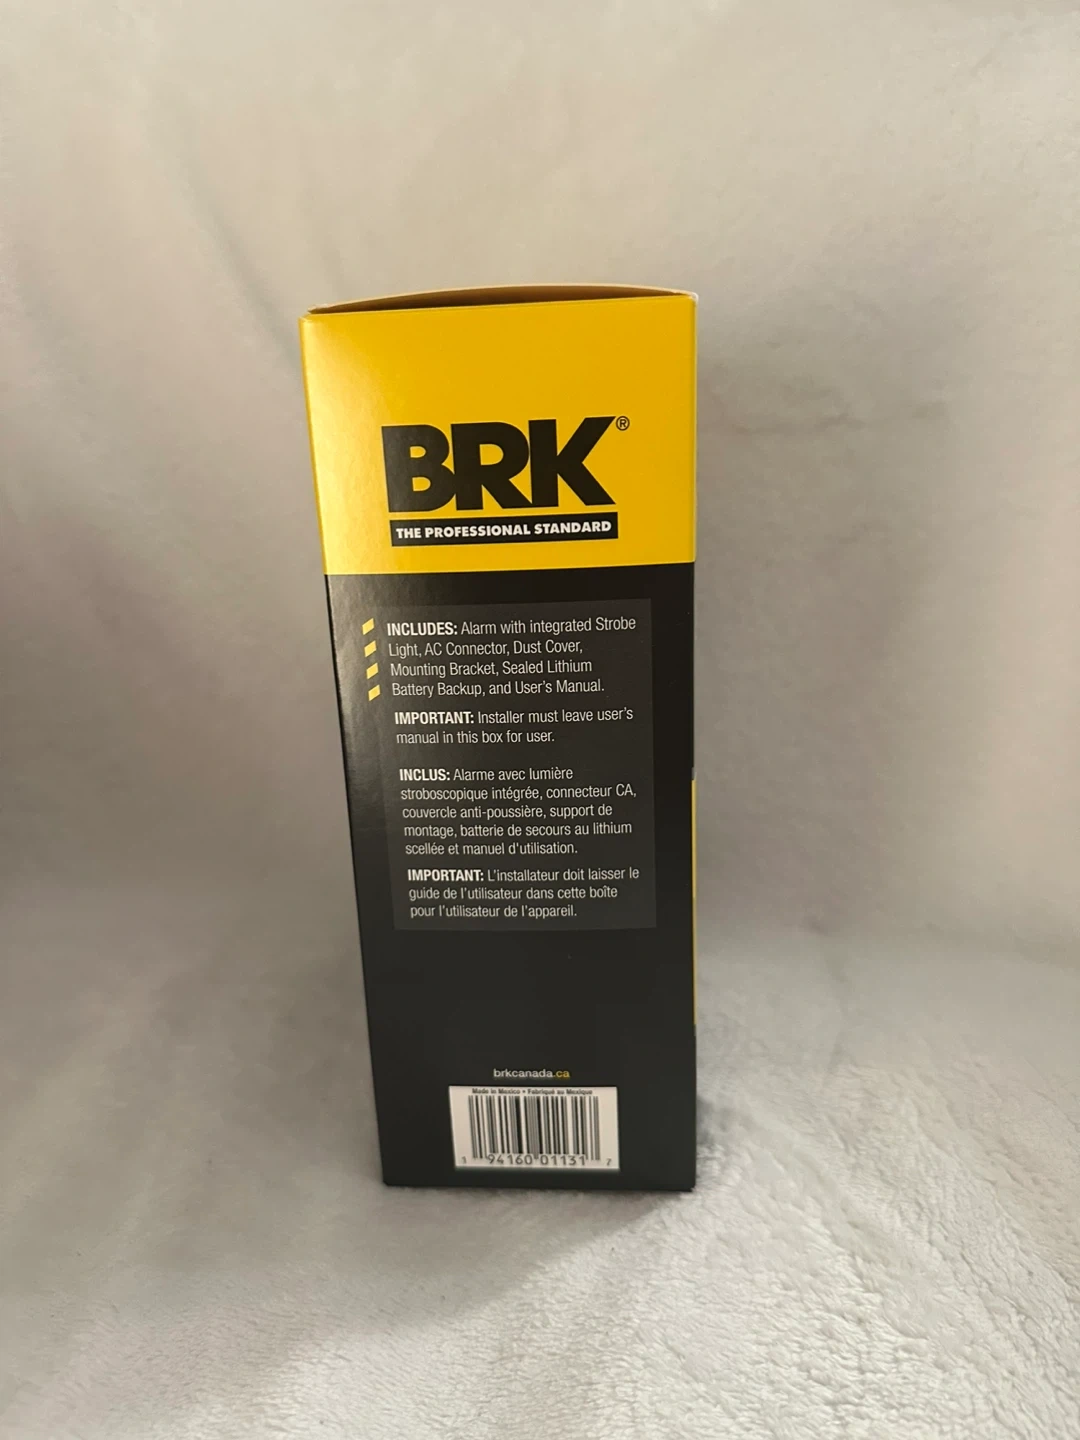 BRK®
THE PROFESSIONAL STANDARD
INCLUDES: Alarm with integrated Strobe
Light, AC Connector, Dust Cover,
Mounting Bracket, Sealed Lithium
Battery Backup, and User's Manual.
IMPORTANT: Installer must leave user's
manual in this box for user.
INCLUS: Alarme avec lumière
stroboscopique intégrée, connecteur CA,
couvercle anti-poussière, support de
montage, batterie de secours au lithium
scellée et manuel d'utilisation.
IMPORTANT: L'installateur doit laisser le
guide de l'utilisateur dans cette boîte
pour l'utilisateur de l'appareil.
brkcanada.ca
Made in Mexico • Fabriqué au Mexique
94160 01131 7